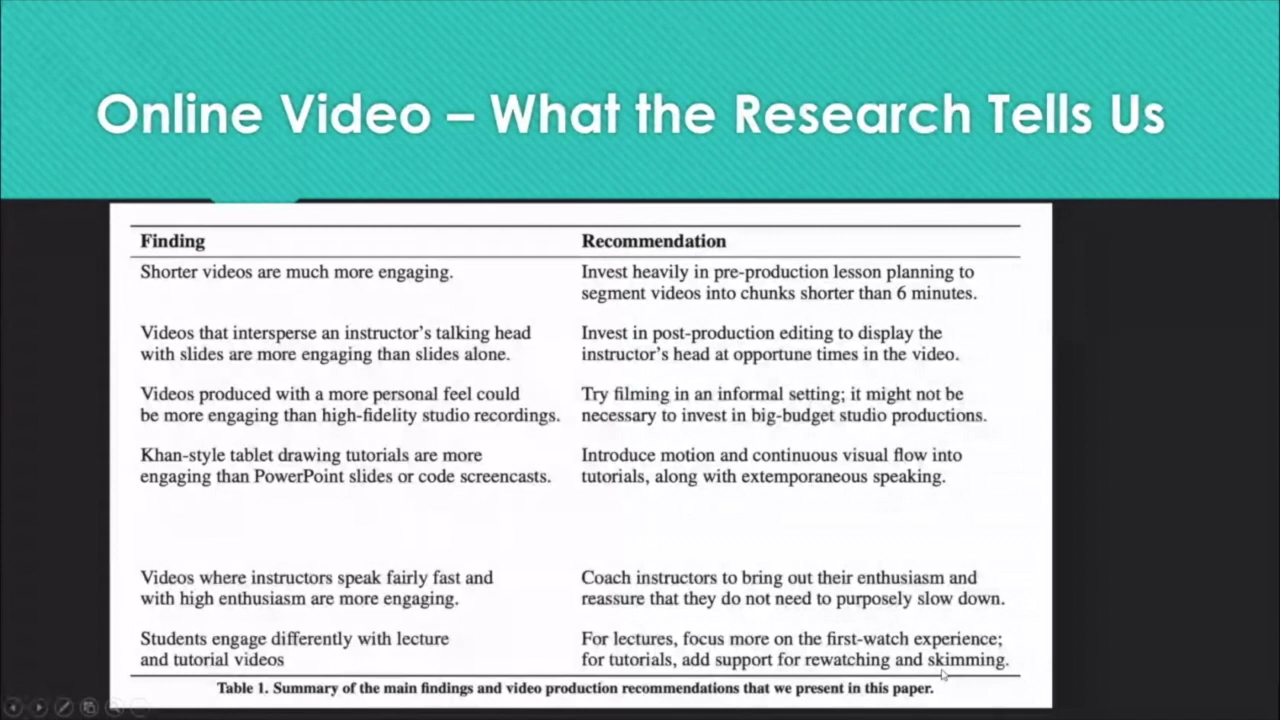 Online Video – What the Research Tells Us
Finding
Recommendation
Shorter videos are much more engaging.
Invest heavily in pre-production lesson planning to
segment videos into chunks shorter than 6 minutes.
Videos that intersperse an instructor's talking head
with slides are more engaging than slides alone.
Invest in post-production editing to display the
instructor's head at opportune times in the video.
Videos produced with a more personal feel could
be more engaging than high-fidelity studio recordings.
Try filming in an informal setting; it might not be
necessary to invest in big-budget studio productions.
Khan-style tablet drawing tutorials are more
engaging than PowerPoint slides or code screencasts.
Introduce motion and continuous visual flow into
tutorials, along with extemporaneous speaking.
Videos where instructors speak fairly fast and
with high enthusiasm are more engaging.
Coach instructors to bring out their enthusiasm and
reassure that they do not need to purposely slow down.
Students engage differently with lecture
and tutorial videos
For lectures, focus more on the first-watch experience;
for tutorials, add support for rewatching and skimming.
Table 1. Summary of the main findings and video production recommendations that we present in this paper.